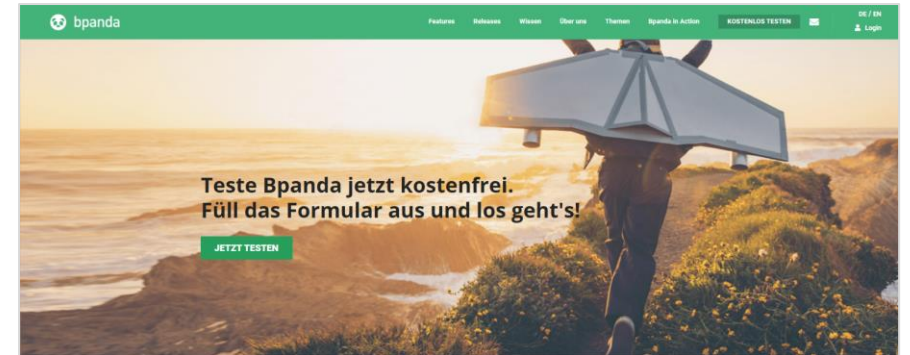 bpanda
Features Releases Wissen Über uns Themen Bpanda in Action KOSTENLOS TESTEN
DE / EN
Login
Teste Bpanda jetzt kostenfrei.
Füll das Formular aus und los geht's!
JETZT TESTEN